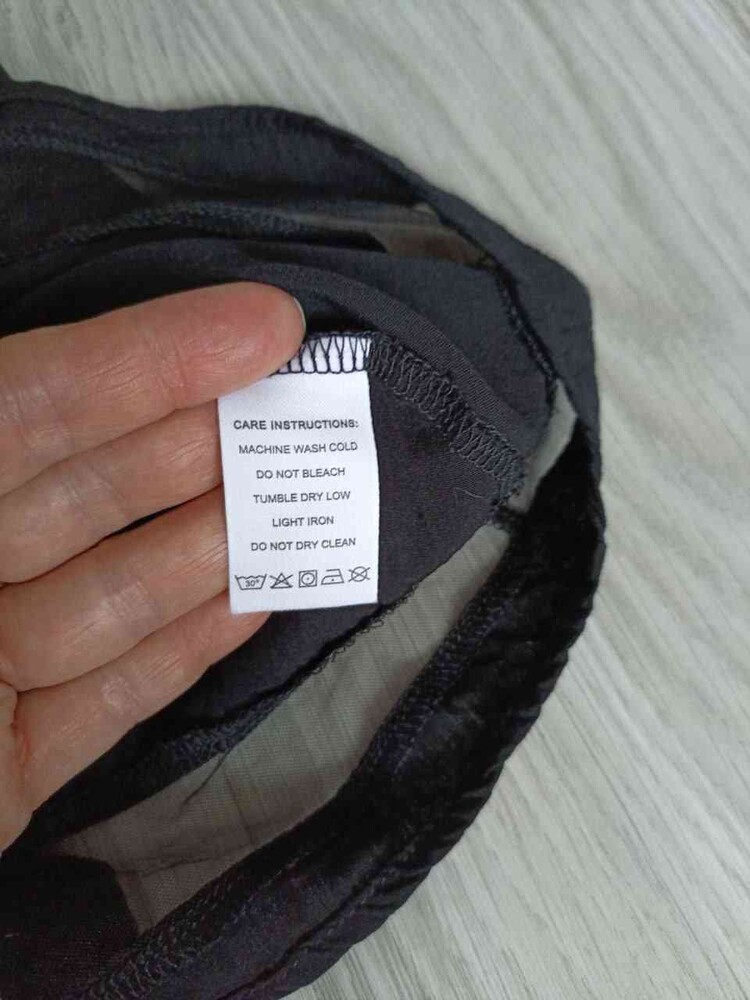 CARE INSTRUCTIONS:
MACHINE WASH COLD
DO NOT BLEACH
TUMBLE DRY LOW
LIGHT IRON
DO NOT DRY CLEAN
30°